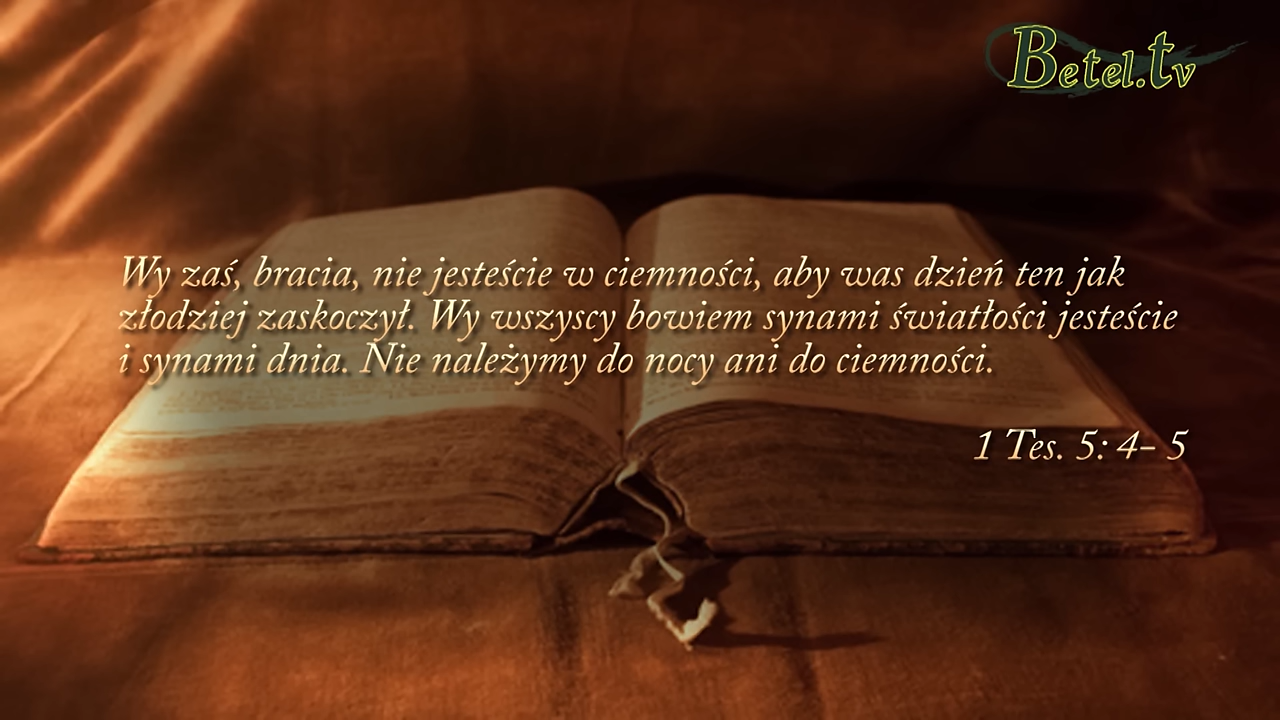 Betel.tv
Wy zaś, bracia, nie jesteście w ciemności, aby was dzień ten jak
złodziej zaskoczył. Wy wszyscy bowiem synami światłości jesteście
i synami dnia. Nie należymy do nocy ani do ciemności.
1 Tes. 5: 4- 5